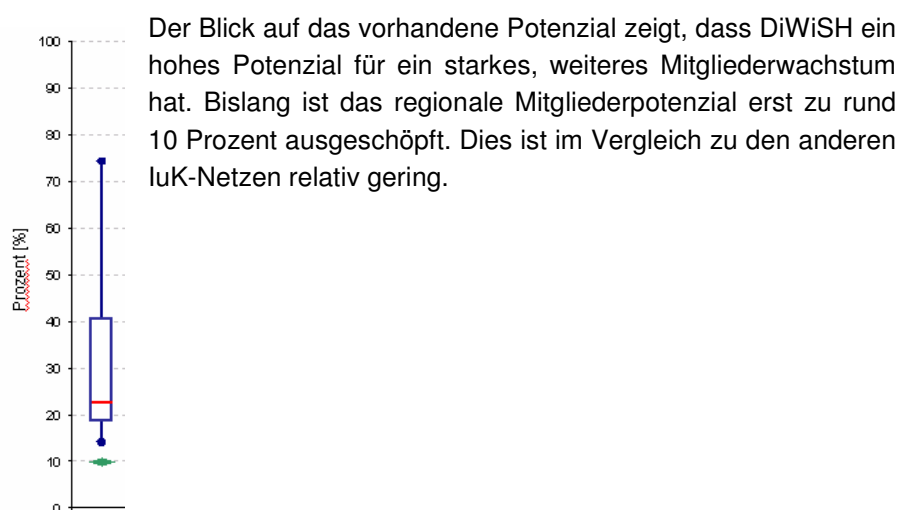 Der Blick auf das vorhandene Potenzial zeigt, dass DiWiSH ein
hohes Potenzial für ein starkes, weiteres Mitgliederwachstum
hat. Bislang ist das regionale Mitgliederpotenzial erst zu rund
10 Prozent ausgeschöpft. Dies ist im Vergleich zu den anderen
IuK-Netzen relativ gering.
Prozent [%]
100
90
80
70
60
50
40
30
20
10
0